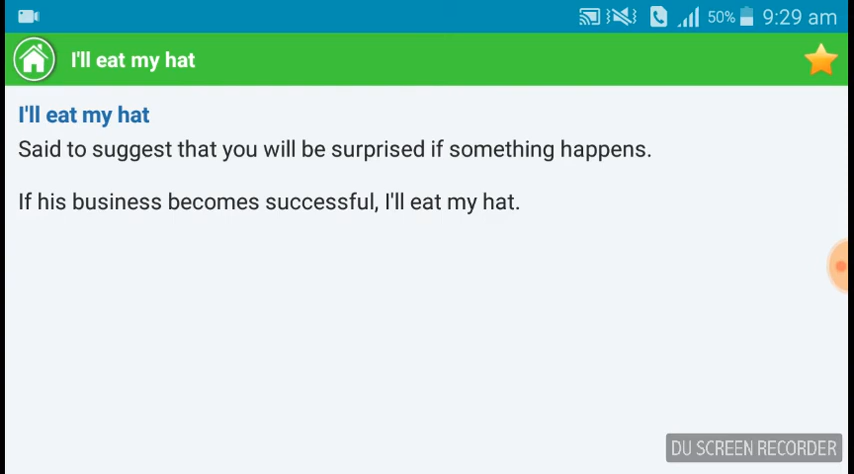 50% 9:29 am
I'll eat my hat
I'll eat my hat
Said to suggest that you will be surprised if something happens.
If his business becomes successful, I'll eat my hat.
DU SCREEN RECORDER